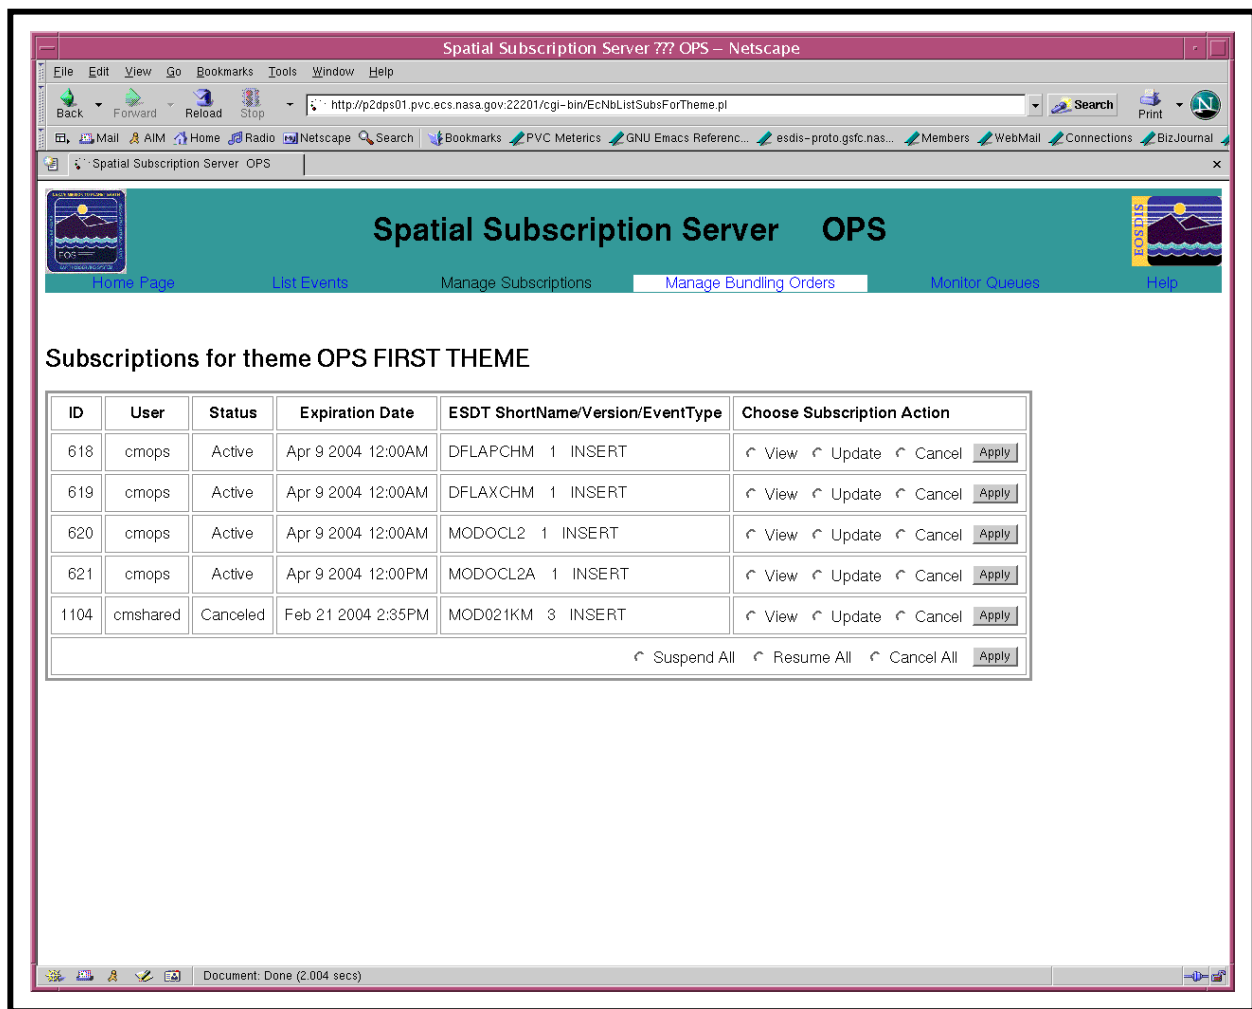 Spatial Subscription Server ??? OPS – Netscape
File Edit View Go Bookmarks Tools Window Help
Back Forward Reload Stop http://p2dps01.pvc.ecs.nasa.gov:22201/cgi-bin/EcNbListSubsForTheme.pl Search Print N
Mail AIM Home Radio Netscape Search Bookmarks PVC Meterics GNU Emacs Referenc... esdis-proto.gsfc.nas... Members WebMail Connections BizJournal
Spatial Subscription Server OPS
EOS
Spatial Subscription Server OPS
EOSDIS
Home Page List Events Manage Subscriptions Manage Bundling Orders Monitor Queues Help
Subscriptions for theme OPS FIRST THEME
ID User Status Expiration Date ESDT ShortName/Version/EventType Choose Subscription Action
618 cmops Active Apr 9 2004 12:00AM DFLAPCHM 1 INSERT View Update Cancel Apply
619 cmops Active Apr 9 2004 12:00AM DFLAXCHM 1 INSERT View Update Cancel Apply
620 cmops Active Apr 9 2004 12:00AM MODOCL2 1 INSERT View Update Cancel Apply
621 cmops Active Apr 9 2004 12:00PM MODOCL2A 1 INSERT View Update Cancel Apply
1104 cmshared Canceled Feb 21 2004 2:35PM MOD021KM 3 INSERT View Update Cancel Apply
Suspend All Resume All Cancel All Apply
Document: Done (2.004 secs)